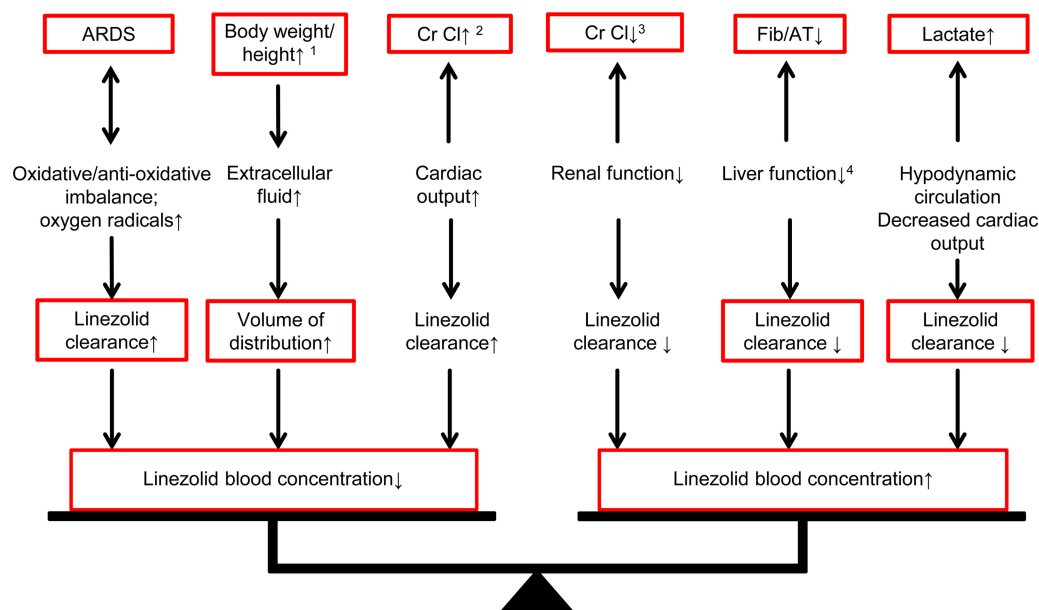 ARDS
Body weight/
height↑ 1
Cr Cl↑ 2
Cr Cl↓3
Fib/AT↓
Lactate↑
Oxidative/anti-oxidative
imbalance;
oxygen radicals↑
Extracellular
fluid↑
Cardiac
output↑
Renal function↓
Liver function↓4
Hypodynamic
circulation
Decreased cardiac
output
Linezolid
clearance↑
Volume of
distribution↑
Linezolid
clearance↑
Linezolid
clearance ↓
Linezolid
clearance ↓
Linezolid
clearance ↓
Linezolid blood concentration↓
Linezolid blood concentration↑